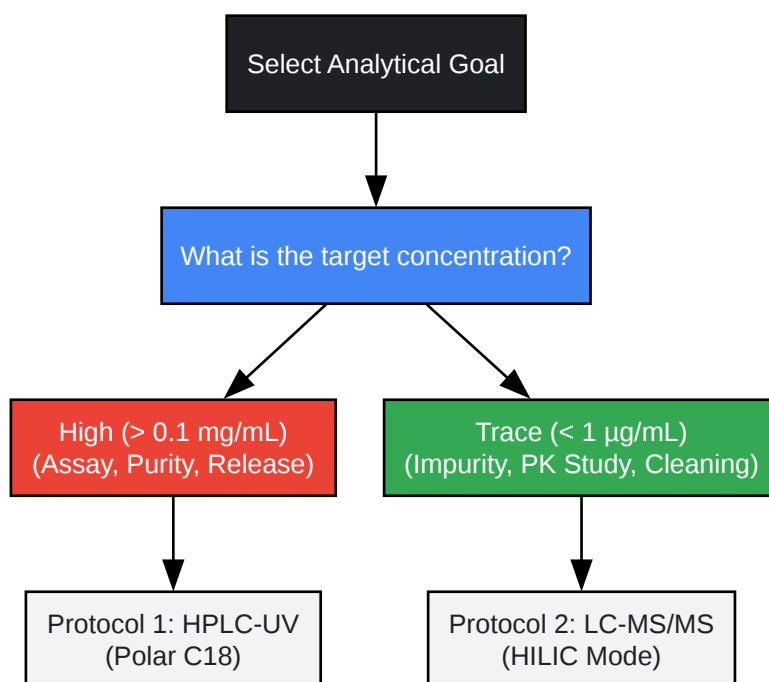 Select Analytical Goal
What is the target concentration?
High (> 0.1 mg/mL)
(Assay, Purity, Release)
Trace (< 1 µg/mL)
(Impurity, PK Study, Cleaning)
Protocol 1: HPLC-UV
(Polar C18)
Protocol 2: LC-MS/MS
(HILIC Mode)